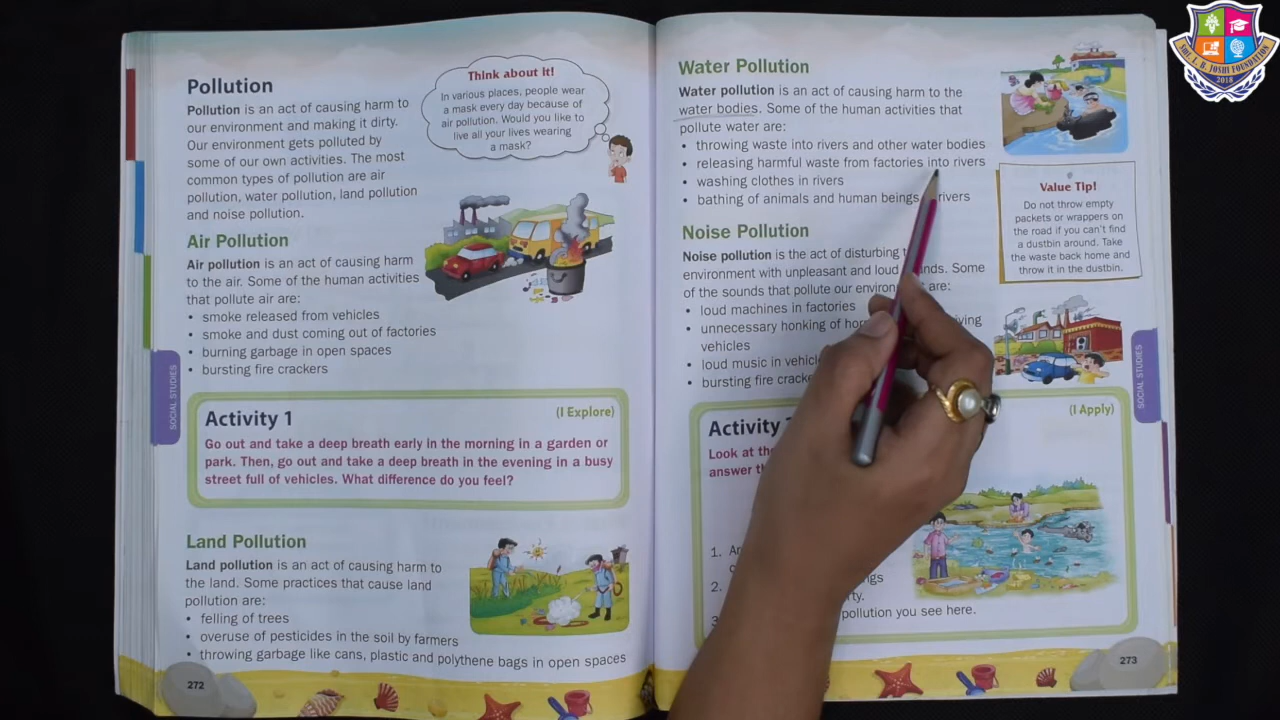 Pollution
Pollution is an act of causing harm to
our environment and making it dirty.
Our environment gets polluted by
some of our own activities. The most
common types of pollution are air
pollution, water pollution, land pollution
and noise pollution.
Think about it!
In various places, people wear
a mask every day because of
air pollution. Would you like to
live all your lives wearing
a mask?
Air Pollution
Air pollution is an act of causing harm
to the air. Some of the human activities
that pollute air are:
• smoke released from vehicles
• smoke and dust coming out of factories
• burning garbage in open spaces
• bursting fire crackers
SOCIAL STUDIES
Activity 1
(I Explore)
Go out and take a deep breath early in the morning in a garden or
park. Then, go out and take a deep breath in the evening in a busy
street full of vehicles. What difference do you feel?
Land Pollution
Land pollution is an act of causing harm to
the land. Some practices that cause land
pollution are:
• felling of trees
• overuse of pesticides in the soil by farmers
• throwing garbage like cans, plastic and polythene bags in open spaces
272
Water Pollution
Water pollution is an act of causing harm to the
water bodies. Some of the human activities that
pollute water are:
• throwing waste into rivers and other water bodies
• releasing harmful waste from factories into rivers
• washing clothes in rivers
• bathing of animals and human beings rivers
Value Tip!
Do not throw empty
packets or wrappers on
the road if you can't find
a dustbin around. Take
the waste back home and
throw it in the dustbin.
Noise Pollution
Noise pollution is the act of disturbing
environment with unpleasant and loud Some
of the sounds that pollute our are:
• loud machines in factories
• unnecessary honking of
vehicles
• loud music in
• bursting fire
SOCIAL STUDIES
Activity
(I Apply)
Look at
answer
1.
2.
pollution you see here.
273
SMT. L. B. JOSHI FOUNDATION
2018